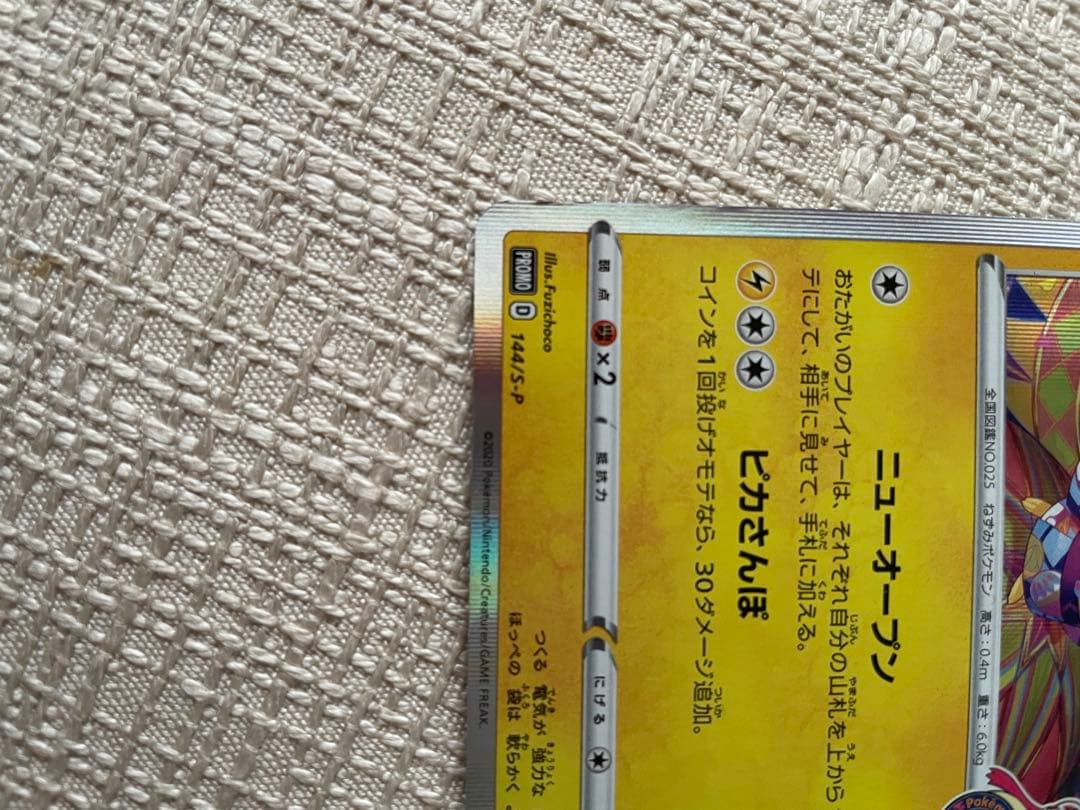 全国図鑑NO.025 ねずみポケモン 高さ:0.4m 重さ:6.0kg
ニューオープン
おたがいのプレイヤーは、それぞれ自分の山札を上から
テにして、相手に見せて、手札に加える。
ピカさんぽ
コインを1回投げオモテなら、30ダメージ追加。
弱点 ×2 抵抗力 にげる
Illus.Fuzichoco
PROMO D 144/S-P
つくる 電気が 強力な
ほっぺの 袋は 軟らかく
©2020 Pokémon/Nintendo/Creatures/GAME FREAK.